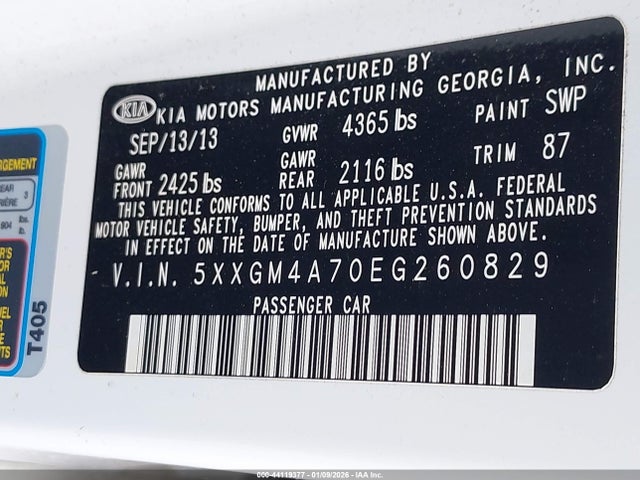 MANUFACTURED BY
KIA KIA MOTORS MANUFACTURING GEORGIA, INC.
SEP/13/13 GVWR 4365 lbs PAINT SWP
GAWR FRONT 2425 lbs GAWR REAR 2116 lbs TRIM 87
THIS VEHICLE CONFORMS TO ALL APPLICABLE U.S.A. FEDERAL
MOTOR VEHICLE SAFETY, BUMPER, AND THEFT PREVENTION STANDARDS
IN EFFECT ON THE DATE OF MANUFACTURE SHOWN ABOVE.
V.I.N. 5XXGM4A70EG260829
PASSENGER CAR
T405
000-44119377 - 01/09/2026 - IAA Inc.